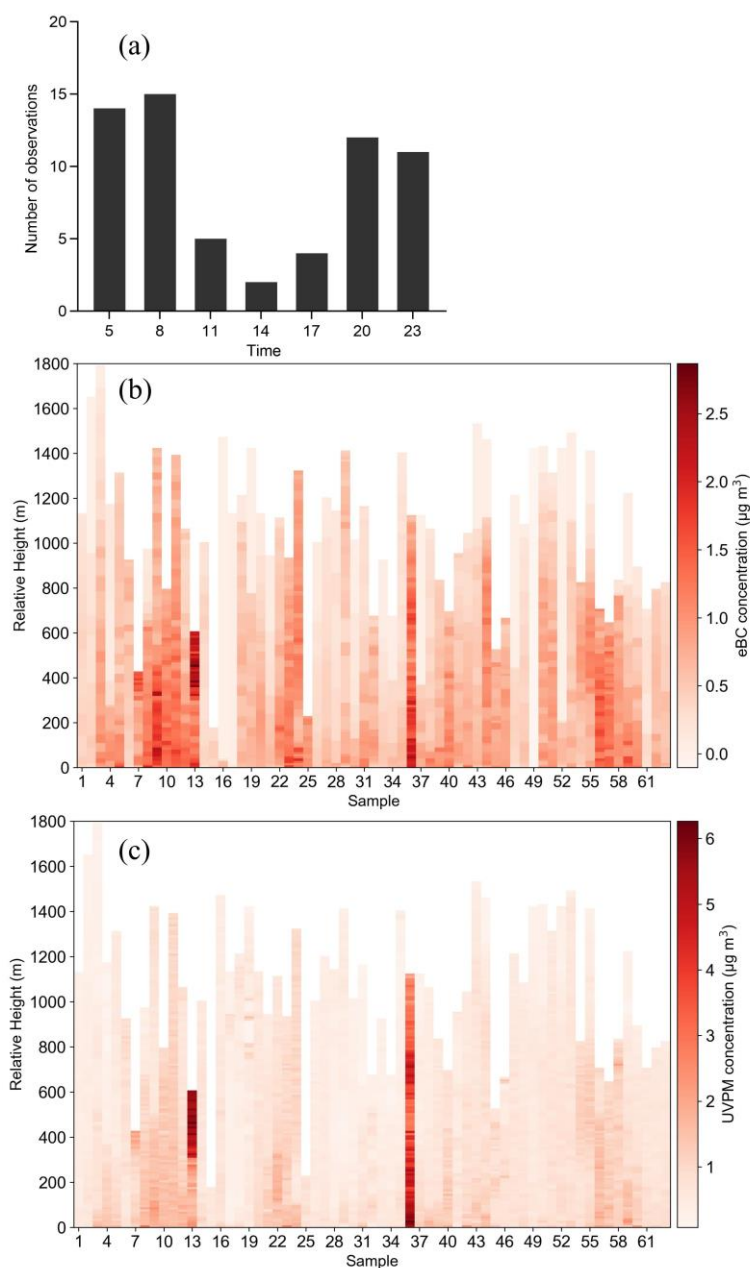 (a)
Number of observations
20
15
10
5
0
5 8 11 14 17 20 23
Time
(b)
Relative Height (m)
1800
1600
1400
1200
1000
800
600
400
200
0
1 4 7 10 13 16 19 22 25 28 31 34 37 40 43 46 49 52 55 58 61
Sample
2.5
2.0
1.5
1.0
0.5
0.0
eBC concentration (µg m³)
(c)
Relative Height (m)
1800
1600
1400
1200
1000
800
600
400
200
0
1 4 7 10 13 16 19 22 25 28 31 34 37 40 43 46 49 52 55 58 61
Sample
6
5
4
3
2
1
UVPM concentration (µg m³)